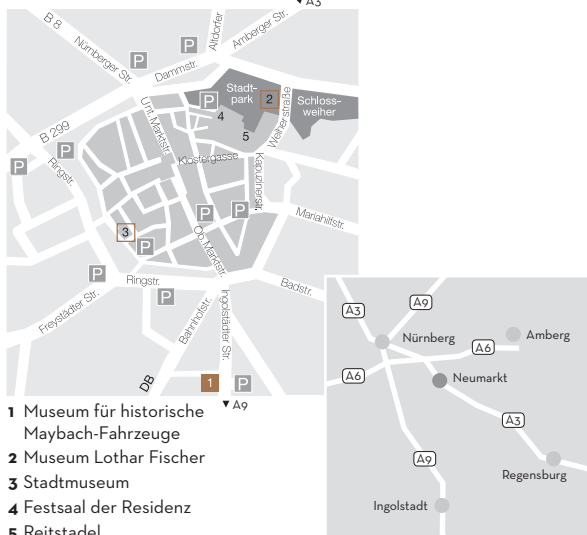 A3
B 8
Nürnberger Str.
Altdorfer
Amberger Str.
P
P
Dammstr.
Stadt-
park
2
Schloss-
weiher
P
4
5
Weiherstraße
B 299
Unt. Marktstr.
Klostergasse
Kapuzinerstr.
P
P
Ringstr.
P
P
Mariahilfstr.
3
P
Ob. Marktstr.
P
Ringstr.
P
Badstr.
Freystädter Str.
Bahnhofstr.
Ingolstädter Str.
DB
1
P
▼ A9
A3
A9
Nürnberg
Amberg
A6
A6
Neumarkt
A3
A9
Regensburg
Ingolstadt
1 Museum für historische
Maybach-Fahrzeuge
2 Museum Lothar Fischer
3 Stadtmuseum
4 Festsaal der Residenz
5 Reitstadel